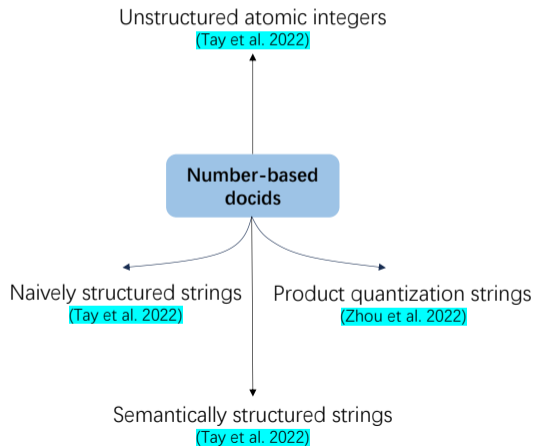 Unstructured atomic integers
(Tay et al. 2022)
Number-based
docids
Naively structured strings
(Tay et al. 2022)
Product quantization strings
(Zhou et al. 2022)
Semantically structured strings
(Tay et al. 2022)